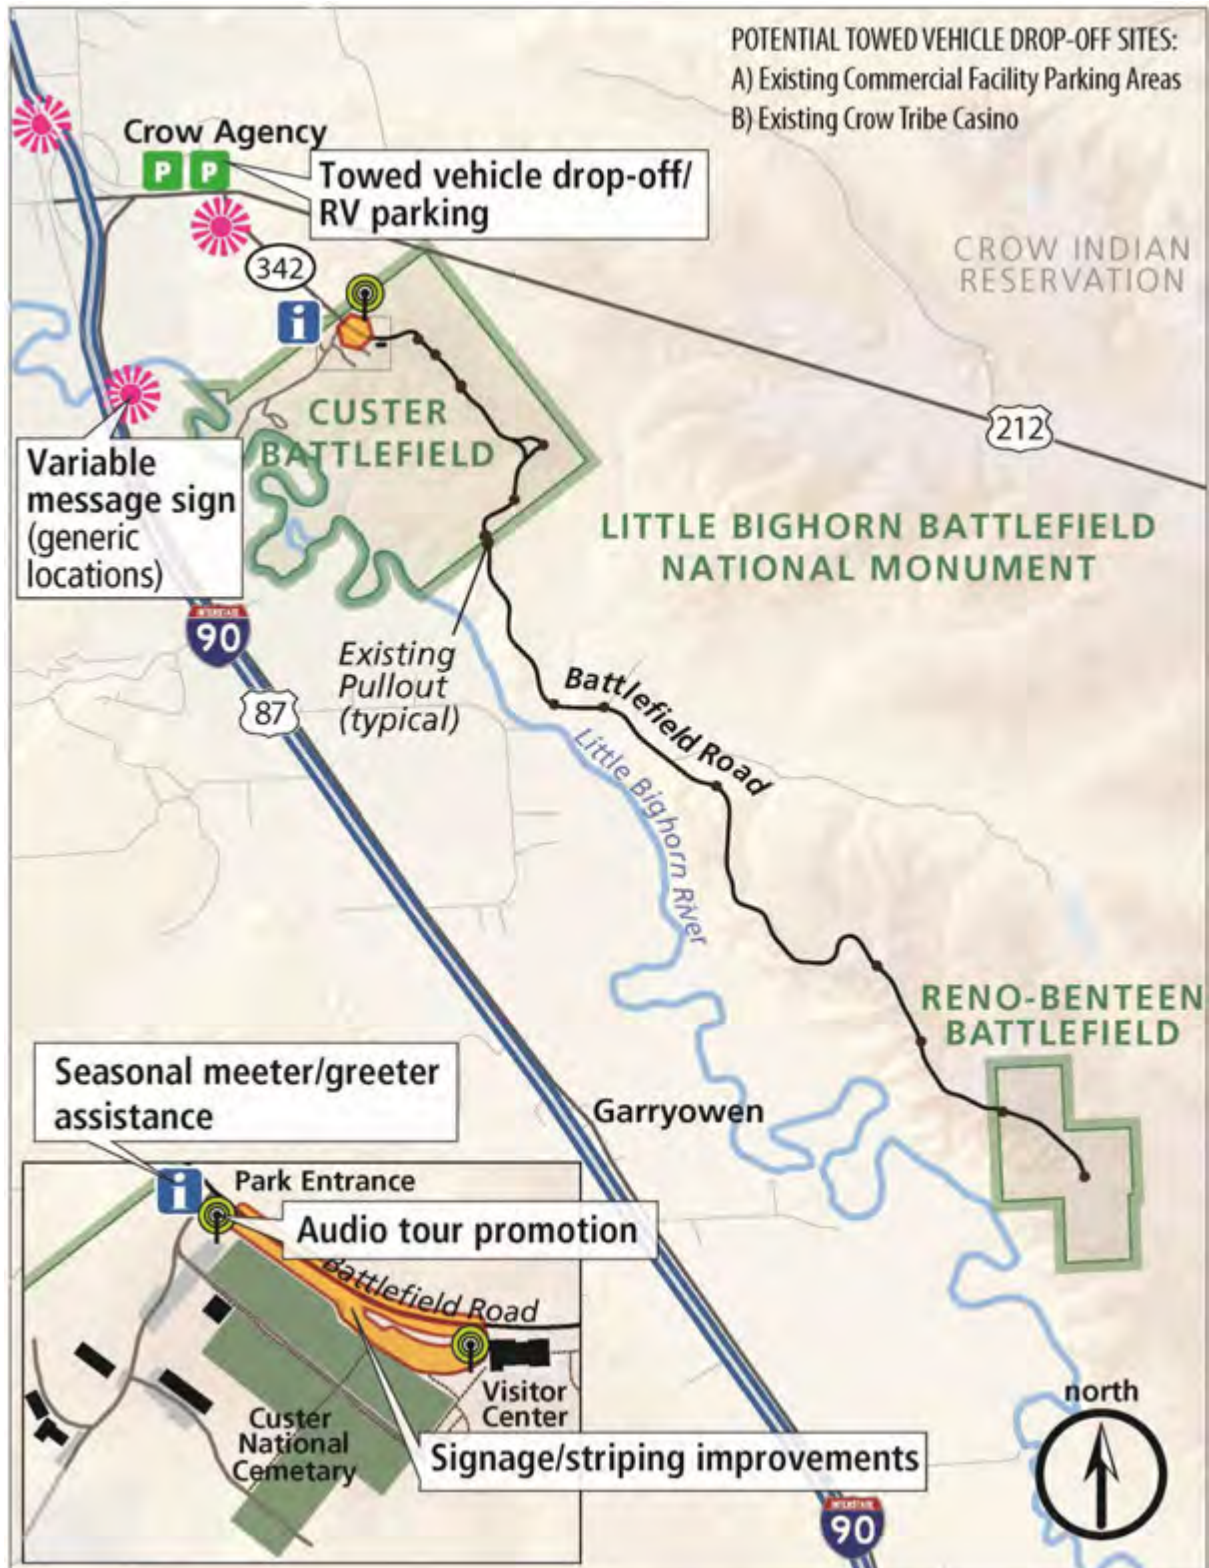 POTENTIAL TOWED VEHICLE DROP-OFF SITES:
A) Existing Commercial Facility Parking Areas
B) Existing Crow Tribe Casino
Crow Agency
P P
Towed vehicle drop-off/
RV parking
CROW INDIAN
RESERVATION
342
i
212
CUSTER
BATTLEFIELD
Variable
message sign
(generic
locations)
LITTLE BIGHORN BATTLEFIELD
NATIONAL MONUMENT
INTERSTATE
90
87
Existing
Pullout
(typical)
Battlefield Road
Little Bighorn River
RENO-BENTEEN
BATTLEFIELD
Garryowen
Seasonal meeter/greeter
assistance
i
Park Entrance
Audio tour promotion
Battlefield Road
Visitor
Center
Custer
National
Cemetary
Signage/striping improvements
north
INTERSTATE
90